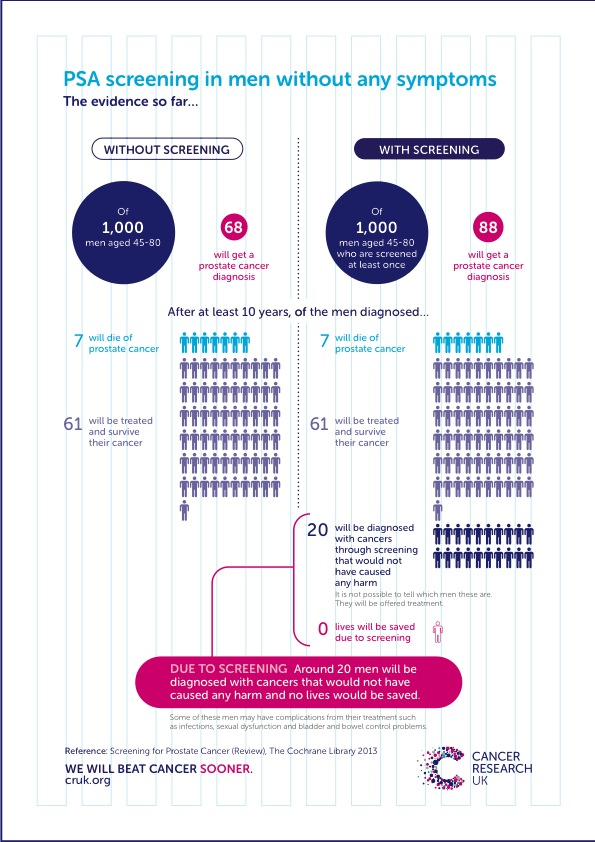 PSA screening in men without any symptoms
The evidence so far...
WITHOUT SCREENING
Of
1,000
men aged 45-80
68
will get a
prostate cancer
diagnosis
WITH SCREENING
Of
1,000
men aged 45-80
who are screened
at least once
88
will get a
prostate cancer
diagnosis
After at least 10 years, of the men diagnosed...
7 will die of
prostate cancer
61 will be treated
and survive
their cancer
7 will die of
prostate cancer
61 will be treated
and survive
their cancer
20 will be diagnosed
with cancers
through screening
that would not
have caused
any harm
It is not possible to tell which men these are.
They will be offered treatment.
0 lives will be saved
due to screening
DUE TO SCREENING Around 20 men will be
diagnosed with cancers that would not have
caused any harm and no lives would be saved.
Some of these men may have complications from their treatment such
as infections, sexual dysfunction and bladder and bowel control problems.
Reference: Screening for Prostate Cancer (Review), The Cochrane Library 2013
WE WILL BEAT CANCER SOONER.
cruk.org
CANCER
RESEARCH
UK